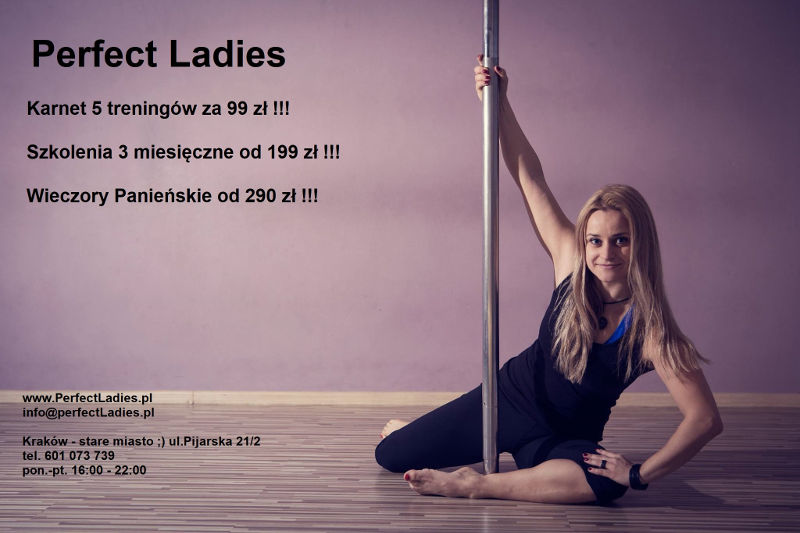 Perfect Ladies
Karnet 5 treningów za 99 zł !!!
Szkolenia 3 miesięczne od 199 zł !!!
Wieczory Panieńskie od 290 zł !!!
www.PerfectLadies.pl
info@perfectLadies.pl
Kraków - stare miasto ;) ul.Pijarska 21/2
tel. 601 073 739
pon.-pt. 16:00 - 22:00